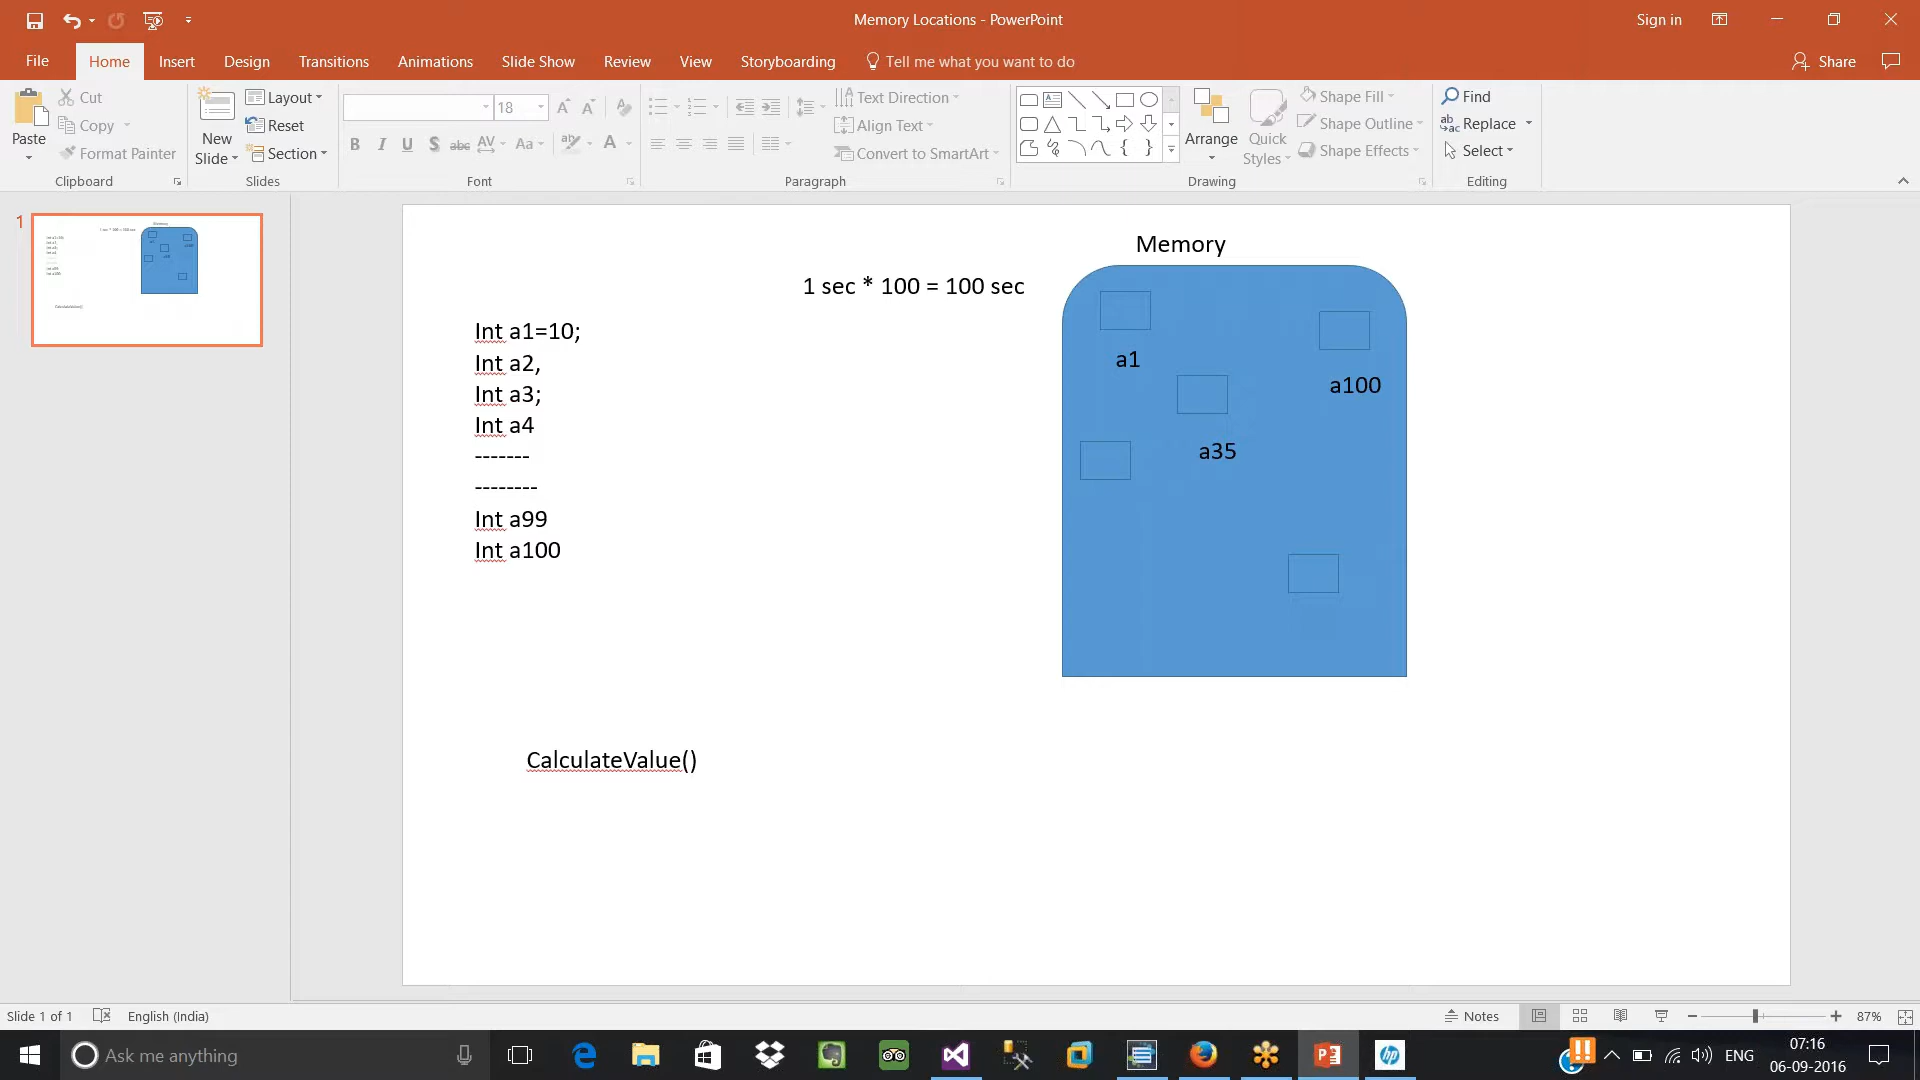 Memory Locations - PowerPoint
Sign in
File
Home
Insert
Design
Transitions
Animations
Slide Show
Review
View
Storyboarding
Tell me what you want to do
Share
Paste
Cut
Copy
Format Painter
Clipboard
New
Slide
Layout
Reset
Section
Slides
18
B I U S abc AV Aa A
Font
Text Direction
Align Text
Convert to SmartArt
Paragraph
Arrange
Quick
Styles
Shape Fill
Shape Outline
Shape Effects
Drawing
Find
Replace
Select
Editing
1
Memory
1 sec * 100 = 100 sec
Int a1=10;
Int a2,
Int a3;
Int a4
-------
--------
Int a99
Int a100
a1
a100
a35
CalculateValue()
Slide 1 of 1
English (India)
Notes
87%
Ask me anything
ENG
07:16
06-09-2016